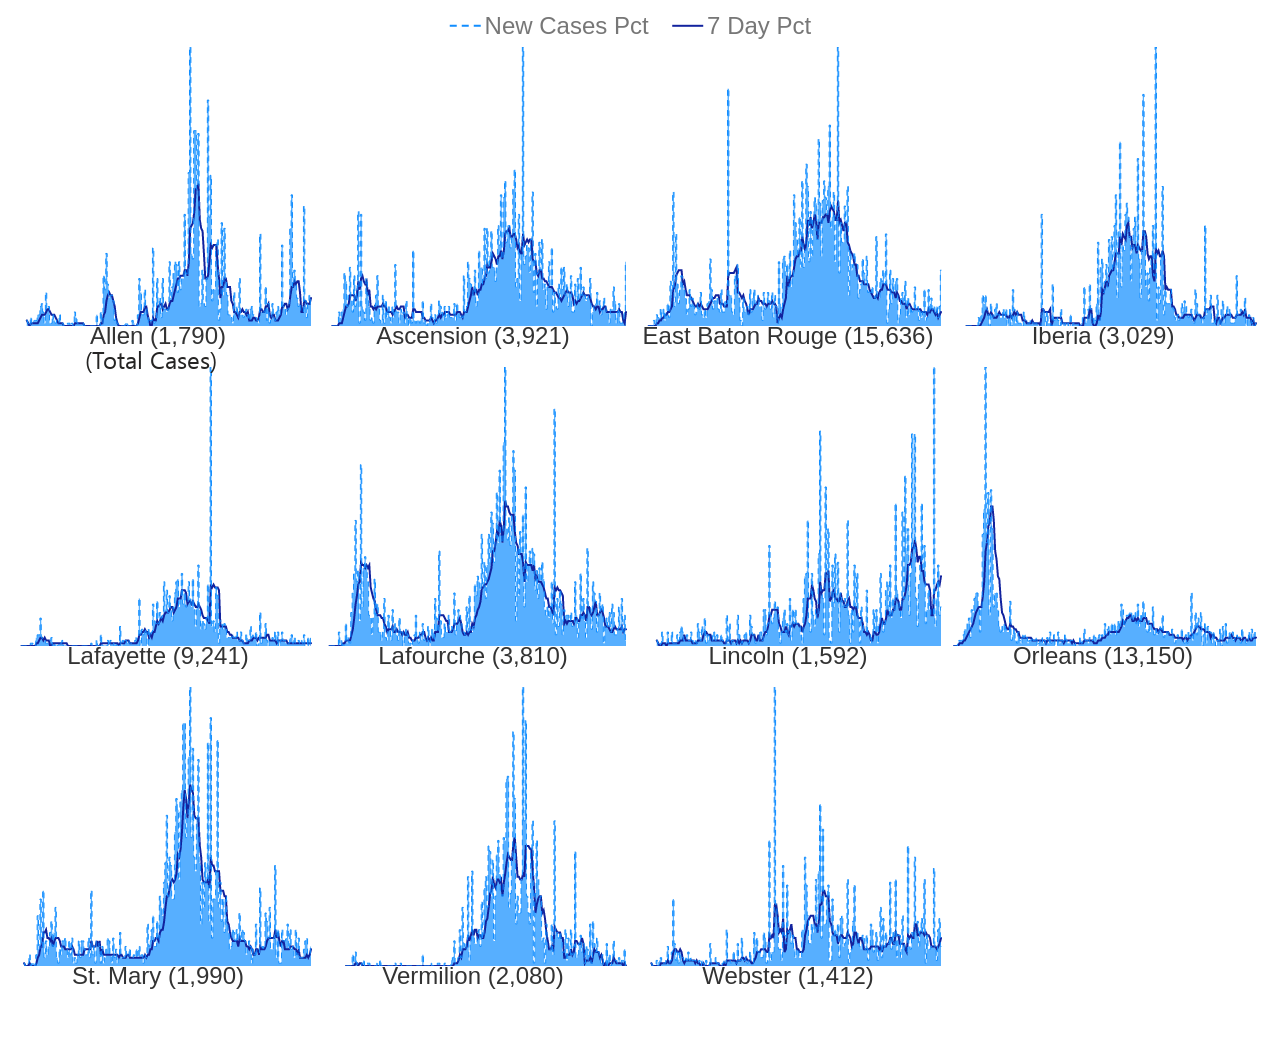 New Cases Pct 7 Day Pct
Allen (1,790)
(Total Cases)
Ascension (3,921)
East Baton Rouge (15,636)
Iberia (3,029)
Lafayette (9,241)
Lafourche (3,810)
Lincoln (1,592)
Orleans (13,150)
St. Mary (1,990)
Vermilion (2,080)
Webster (1,412)